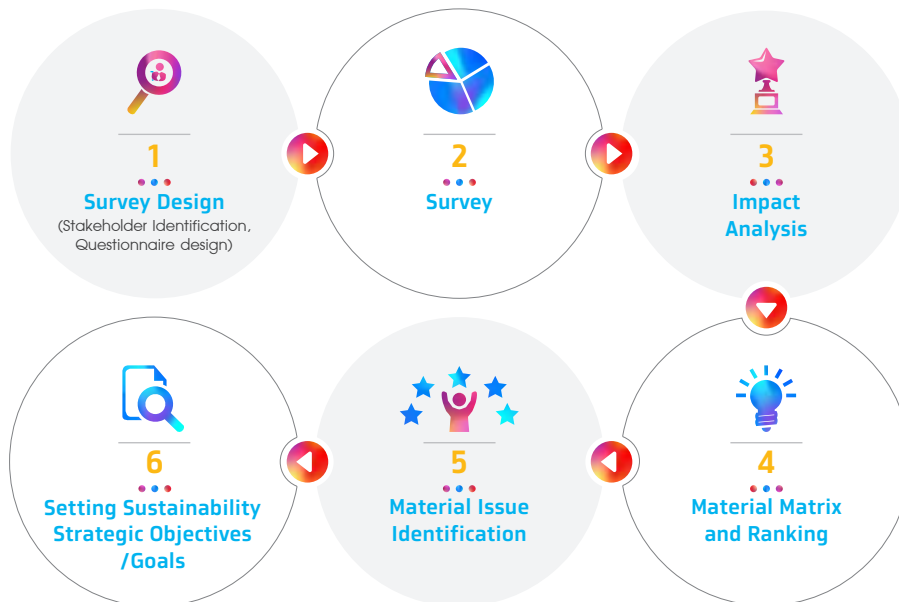 1
Survey Design
(Stakeholder Identification,
Questionnaire design)
2
Survey
3
Impact
Analysis
4
Material Matrix
and Ranking
5
Material Issue
Identification
6
Setting Sustainability
Strategic Objectives
/Goals